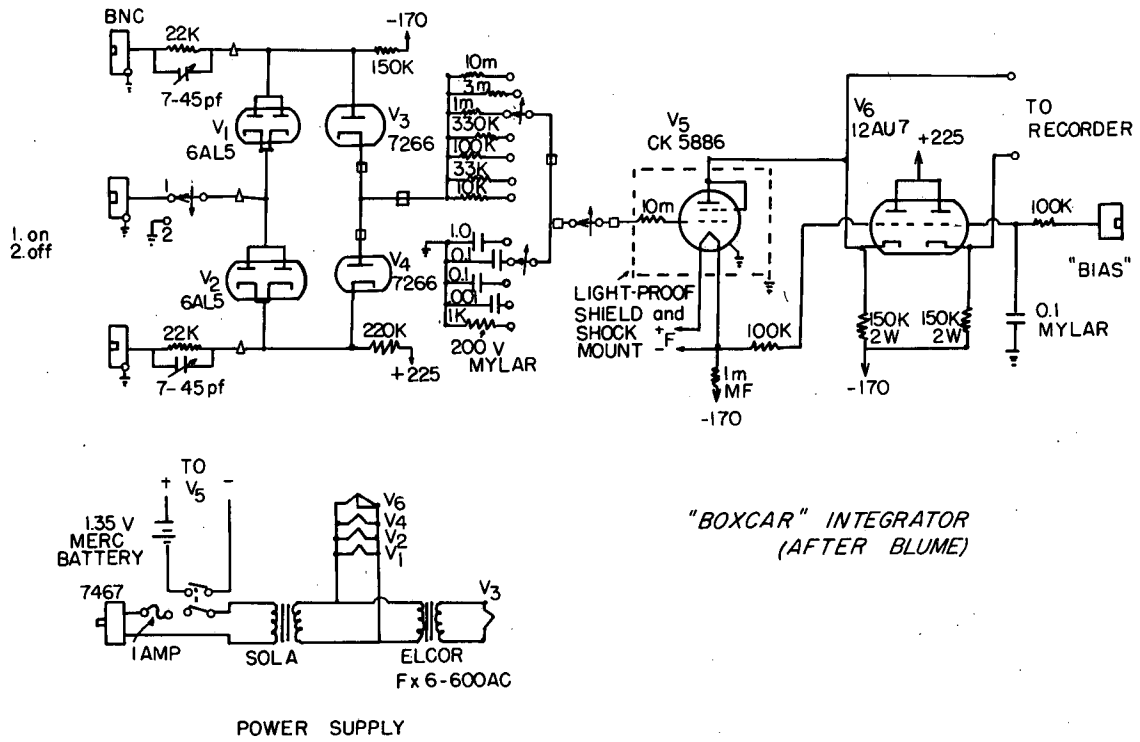 BNC
22K
7-45pf
-170
150K
V1
6AL5
V3
7266
10m
3m
1m
330K
100K
33K
10K
1
2
1. on
2. off
V2
6AL5
V4
7266
1.0
0.1
0.1
.001
1K
200 V
MYLAR
22K
7-45pf
220K
+225
V5
CK 5886
10m
LIGHT-PROOF
SHIELD and
SHOCK
MOUNT
+F
-
100K
1m
MF
-170
V6
12AU7
+225
TO
RECORDER
100K
"BIAS"
150K
2W
150K
2W
0.1
MYLAR
-170
TO
+ V5 -
1.35 V
MERC
BATTERY
7467
1 AMP
SOLA
V6
V4
V2
V1
V3
ELCOR
Fx6-600AC
POWER SUPPLY
"BOXCAR" INTEGRATOR
(AFTER BLUME)